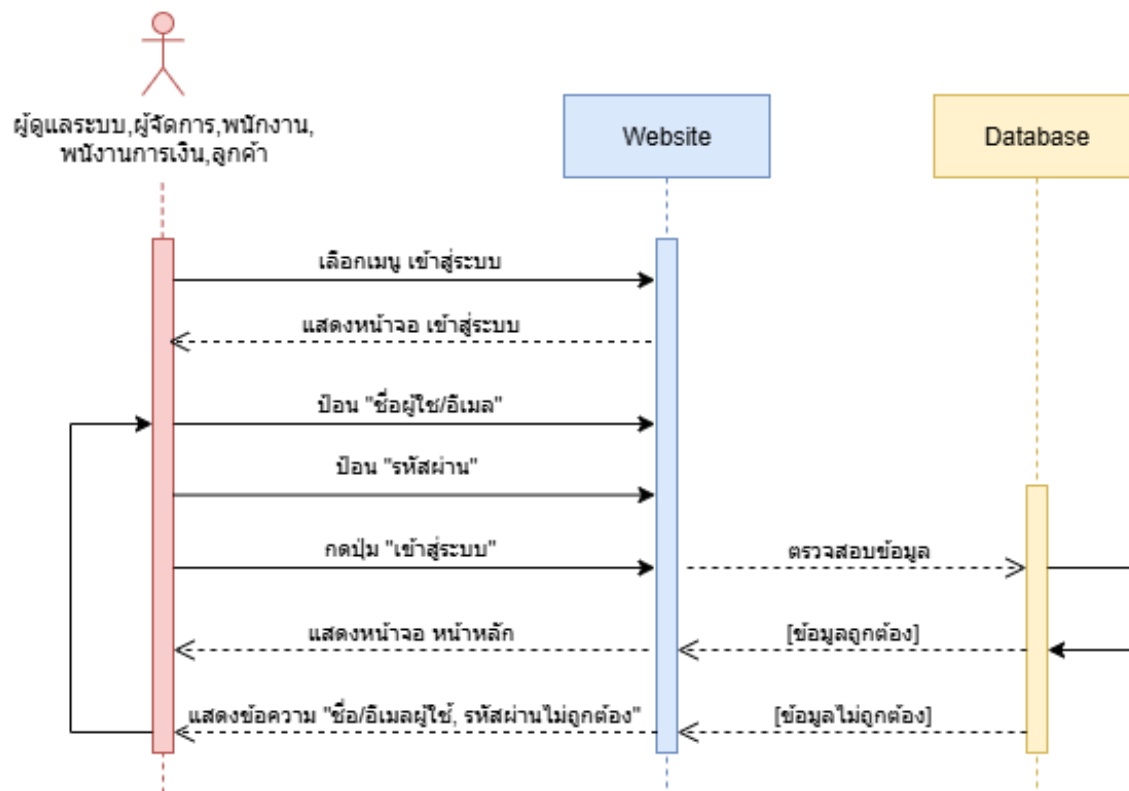 ผู้ดูแลระบบ,ผู้จัดการ,พนักงาน,
พนังานการเงิน,ลูกค้า
Website
Database
เลือกเมนู เข้าสู่ระบบ
แสดงหน้าจอ เข้าสู่ระบบ
ป้อน "ชื่อผู้ใช/อีเมล"
ป้อน "รหัสผ่าน"
กดปุ่ม "เข้าสู่ระบบ"
ตรวจสอบข้อมูล
แสดงหน้าจอ หน้าหลัก
[ข้อมูลถูกต้อง]
แสดงข้อความ "ชื่อ/อีเมลผู้ใช้, รหัสผ่านไม่ถูกต้อง"
[ข้อมูลไม่ถูกต้อง]